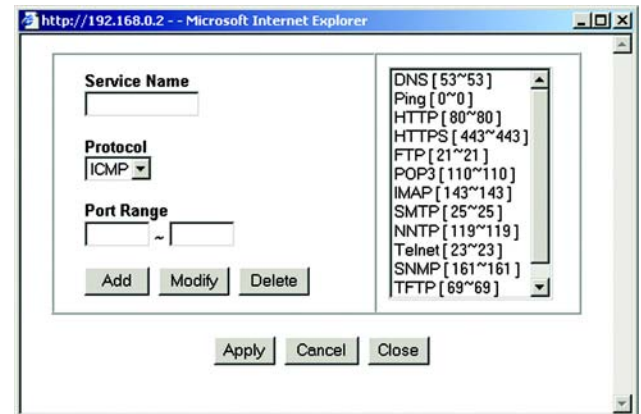 http://192.168.0.2 - - Microsoft Internet Explorer
Service Name
Protocol
ICMP
Port Range
~
Add Modify Delete
DNS [ 53~53 ]
Ping [ 0~0 ]
HTTP [ 80~80 ]
HTTPS [ 443~443 ]
FTP [ 21~21 ]
POP3 [ 110~110 ]
IMAP [ 143~143 ]
SMTP [ 25~25 ]
NNTP [ 119~119 ]
Telnet [ 23~23 ]
SNMP [ 161~161 ]
TFTP [ 69~69 ]
Apply Cancel Close